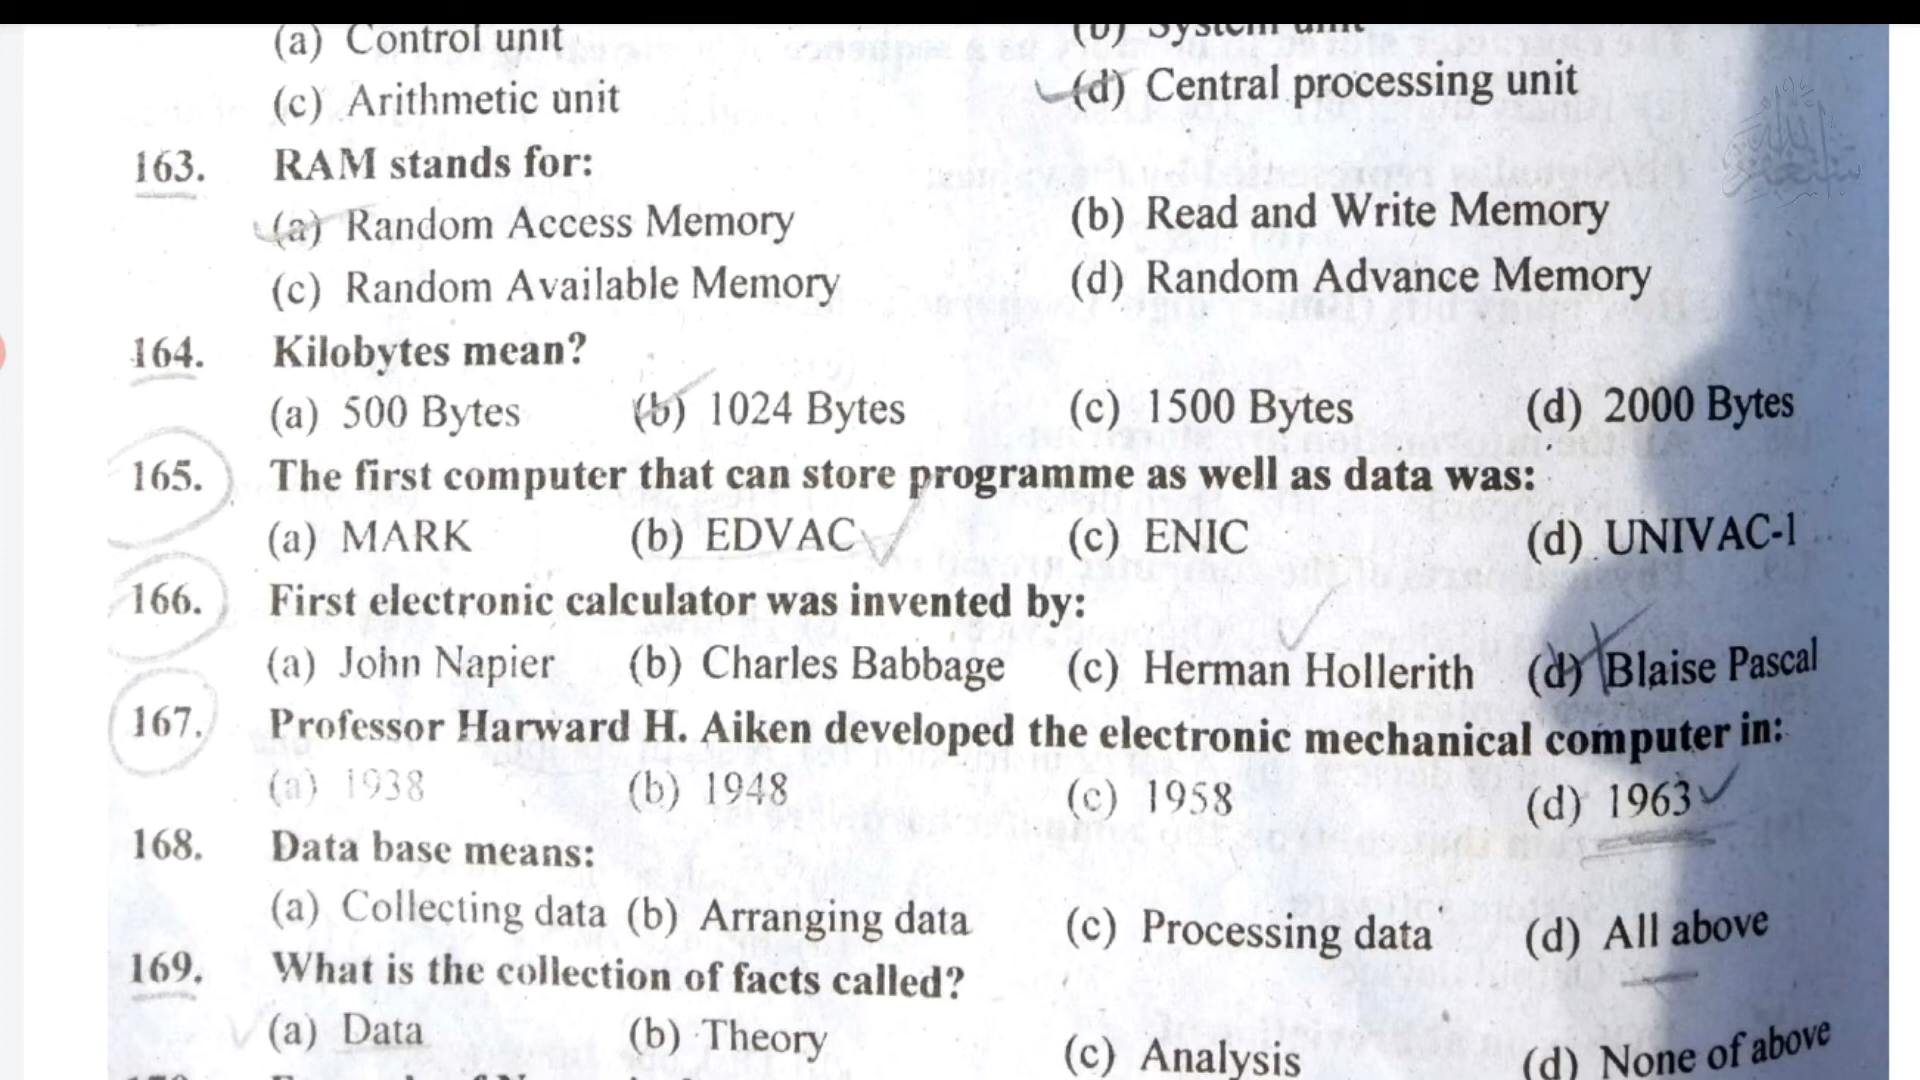 (a) Control unit (b) System unit
(c) Arithmetic unit (d) Central processing unit
163. RAM stands for:
(a) Random Access Memory (b) Read and Write Memory
(c) Random Available Memory (d) Random Advance Memory
164. Kilobytes mean?
(a) 500 Bytes (b) 1024 Bytes (c) 1500 Bytes (d) 2000 Bytes
165. The first computer that can store programme as well as data was:
(a) MARK (b) EDVAC (c) ENIC (d) UNIVAC-1
166. First electronic calculator was invented by:
(a) John Napier (b) Charles Babbage (c) Herman Hollerith (d) Blaise Pascal
167. Professor Harward H. Aiken developed the electronic mechanical computer in:
(a) 1938 (b) 1948 (c) 1958 (d) 1963
168. Data base means:
(a) Collecting data (b) Arranging data (c) Processing data (d) All above
169. What is the collection of facts called?
(a) Data (b) Theory (c) Analysis (d) None of above